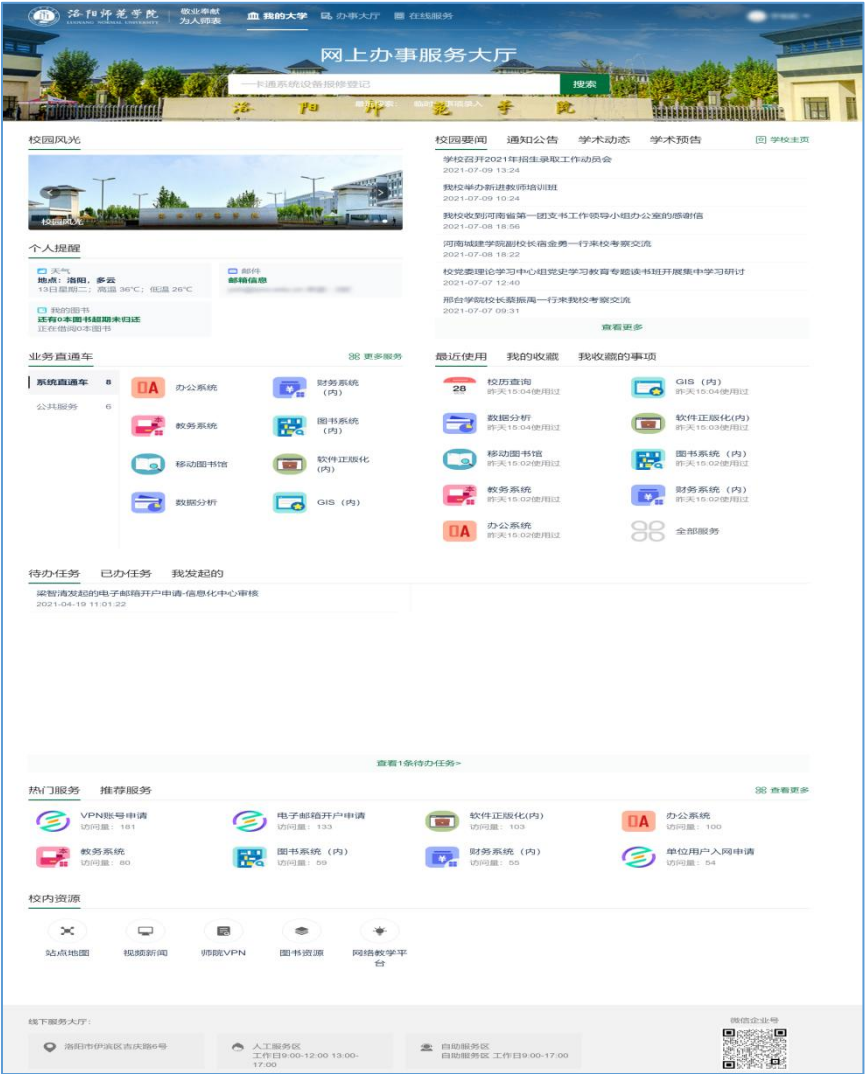 洛阳师范学院
LUOYANG NORMAL UNIVERSITY
敬业奉献
为人师表
我的大学
办事大厅
在线服务
网上办事服务大厅
一卡通系统设备报修登记
搜索
洛 阳 师 范 学 院
校园风光
校园风光
个人提醒
天气
地点：洛阳，多云
13日星期二；高温 36°C；低温 26°C
邮件
邮箱信息
我的图书
还有0本图书超期未归还
正在借阅0本图书
校园要闻 通知公告 学术动态 学术预告
学校主页
学校召开2021年招生录取工作动员会
2021-07-09 13:24
我校举办新进教师培训班
2021-07-09 10:24
我校收到河南省第一团支书工作领导小组办公室的感谢信
2021-07-08 18:56
河南城建学院副校长宿金勇一行来校考察交流
2021-07-08 18:22
校党委理论学习中心组党史学习教育专题读书班开展集中学习研讨
2021-07-07 12:40
邢台学院校长蔡振禹一行来我校考察交流
2021-07-07 09:31
查看更多
业务直通车
更多服务
系统直通车 8
公共服务 6
办公系统
财务系统
（内）
教务系统
图书系统
（内）
移动图书馆
软件正版化
(内)
数据分析
GIS（内）
最近使用 我的收藏 我收藏的事项
28
校历查询
昨天15:04使用过
GIS（内）
昨天15:04使用过
数据分析
昨天15:04使用过
软件正版化(内)
昨天15:03使用过
移动图书馆
昨天15:02使用过
图书系统（内）
昨天15:02使用过
教务系统
昨天15:02使用过
财务系统（内）
昨天15:02使用过
OA
办公系统
昨天15:02使用过
全部服务
待办任务 已办任务 我发起的
梁智清发起的电子邮箱开户申请-信息化中心审核
2021-04-19 11:01:22
查看1条待办任务>
热门服务 推荐服务
查看更多
VPN账号申请
访问量：181
电子邮箱开户申请
访问量：133
软件正版化(内)
访问量：103
OA
办公系统
访问量：100
教务系统
访问量：60
图书系统（内）
访问量：59
财务系统（内）
访问量：55
单位用户入网申请
访问量：54
校内资源
站点地图
视频新闻
师院VPN
图书资源
网络教学平
台
线下服务大厅：
洛阳市伊滨区吉庆路6号
人工服务区
工作日9:00-12:00 13:00-
17:00
自助服务区
自助服务区 工作日9:00-17:00
微信企业号